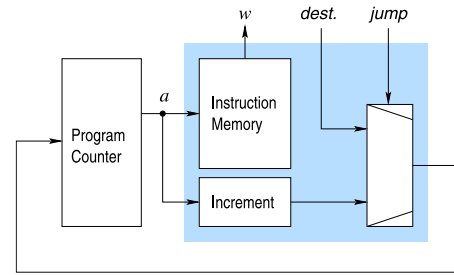 w
dest.
jump
a
Program
Counter
Instruction
Memory
Increment